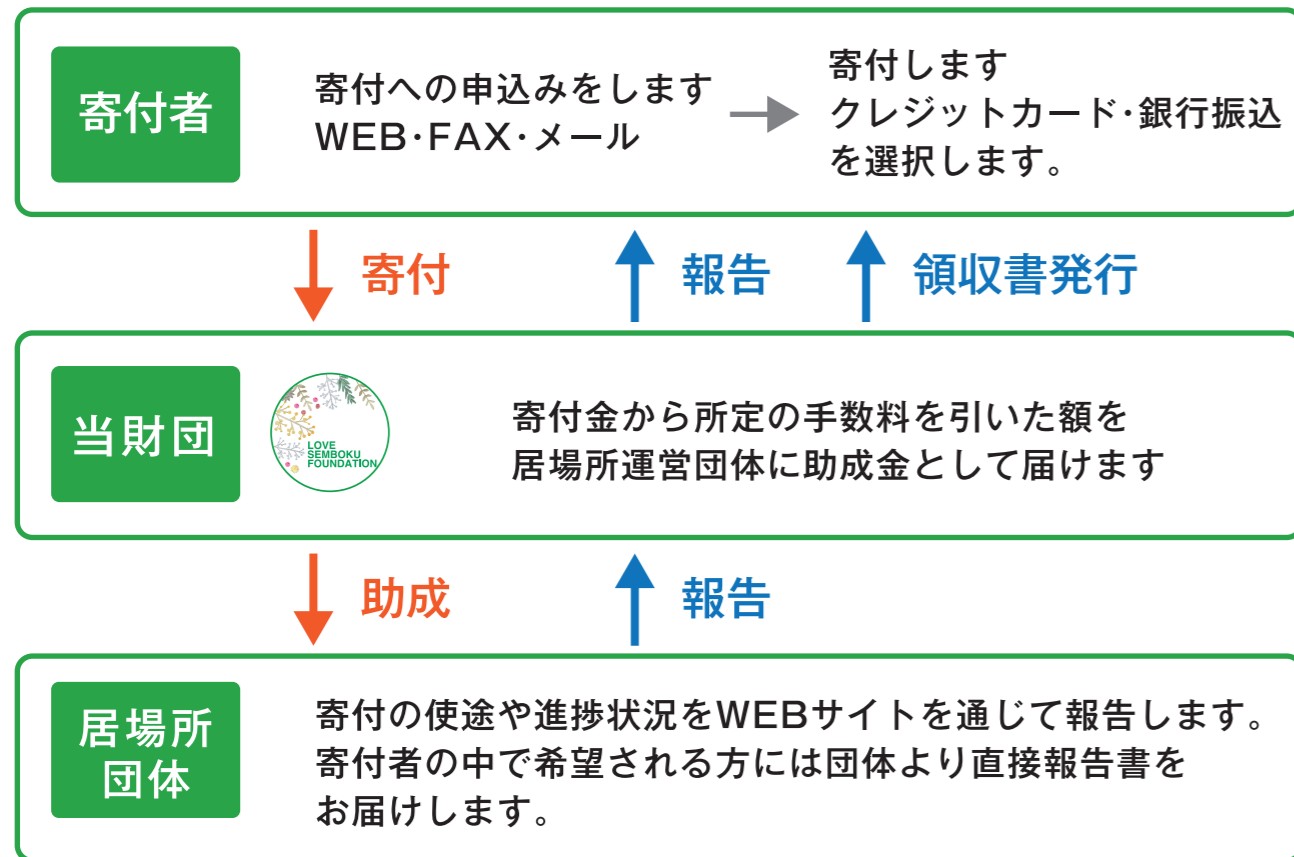 寄付者
寄付への申込みをします
WEB・FAX・メール
寄付します
クレジットカード・銀行振込
を選択します。
寄付
報告
領収書発行
当財団
LOVE
SEMBOKU
FOUNDATION
寄付金から所定の手数料を引いた額を
居場所運営団体に助成金として届けます
助成
報告
居場所
団体
寄付の使途や進捗状況をWEBサイトを通じて報告します。
寄付者の中で希望される方には団体より直接報告書を
お届けします。